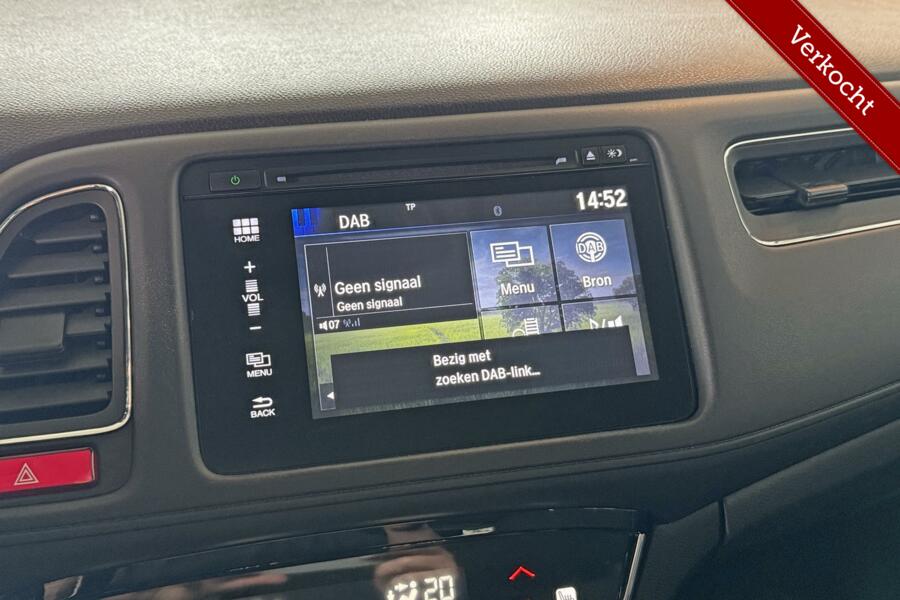 Verkocht
HOME
+
VOL
−
MENU
BACK
DAB
TP
14:52
Geen signaal
Geen signaal
07
Menu
DAB
Bron
Bezig met
zoeken DAB-link...
20